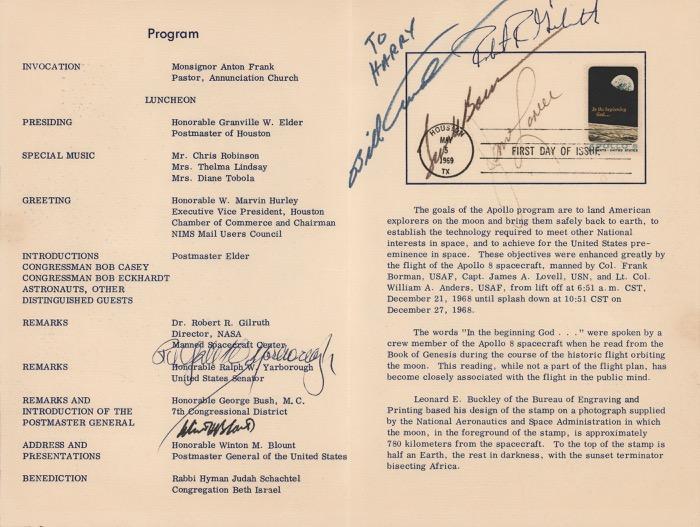 Program
INVOCATION Monsignor Anton Frank
Pastor, Annunciation Church
LUNCHEON
PRESIDING Honorable Granville W. Elder
Postmaster of Houston
SPECIAL MUSIC Mr. Chris Robinson
Mrs. Thelma Lindsay
Mrs. Diane Tobola
GREETING Honorable W. Marvin Hurley
Executive Vice President, Houston
Chamber of Commerce and Chairman
NIMS Mail Users Council
INTRODUCTIONS Postmaster Elder
CONGRESSMAN BOB CASEY
CONGRESSMAN BOB ECKHARDT
ASTRONAUTS, OTHER
DISTINGUISHED GUESTS
REMARKS Dr. Robert R. Gilruth
Director, NASA
Manned Spacecraft Center
Ralph W. Yarborough
REMARKS Honorable Ralph W. Yarborough
United States Senator
REMARKS AND Honorable George Bush, M. C.
INTRODUCTION OF THE 7th Congressional District
POSTMASTER GENERAL
Winton M Blount
ADDRESS AND Honorable Winton M. Blount
PRESENTATIONS Postmaster General of the United States
BENEDICTION Rabbi Hyman Judah Schachtel
Congregation Beth Israel
TO
HARRY
Bill Anders
Robert R Gilruth
Frank Borman
James Lovell
In the beginning
God...
APOLLO 8
HOUSTON
MAY
5
1969
TX
FIRST DAY OF ISSUE
The goals of the Apollo program are to land American
explorers on the moon and bring them safely back to earth, to
establish the technology required to meet other National
interests in space, and to achieve for the United States pre-
eminence in space. These objectives were enhanced greatly by
the flight of the Apollo 8 spacecraft, manned by Col. Frank
Borman, USAF, Capt. James A. Lovell, USN, and Lt. Col.
William A. Anders, USAF, from lift off at 6:51 a.m. CST,
December 21, 1968 until splash down at 10:51 CST on
December 27, 1968.
The words "In the beginning God . . ." were spoken by a
crew member of the Apollo 8 spacecraft when he read from the
Book of Genesis during the course of the historic flight orbiting
the moon. This reading, while not a part of the flight plan, has
become closely associated with the flight in the public mind.
Leonard E. Buckley of the Bureau of Engraving and
Printing based his design of the stamp on a photograph supplied
by the National Aeronautics and Space Administration in which
the moon, in the foreground of the stamp, is approximately
780 kilometers from the spacecraft. To the top of the stamp is
half an Earth, the rest in darkness, with the sunset terminator
bisecting Africa.